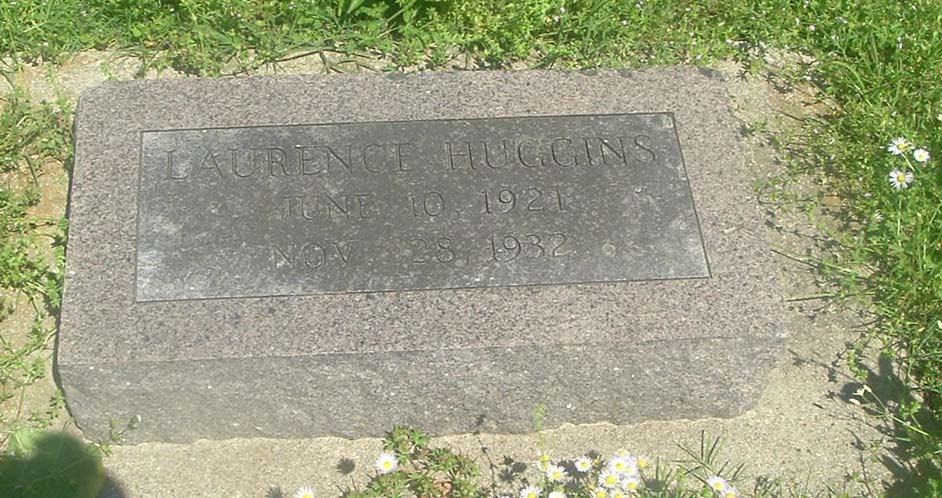 LAURENCE HUGGINS
JUNE 10, 1921
NOV. 28, 1932